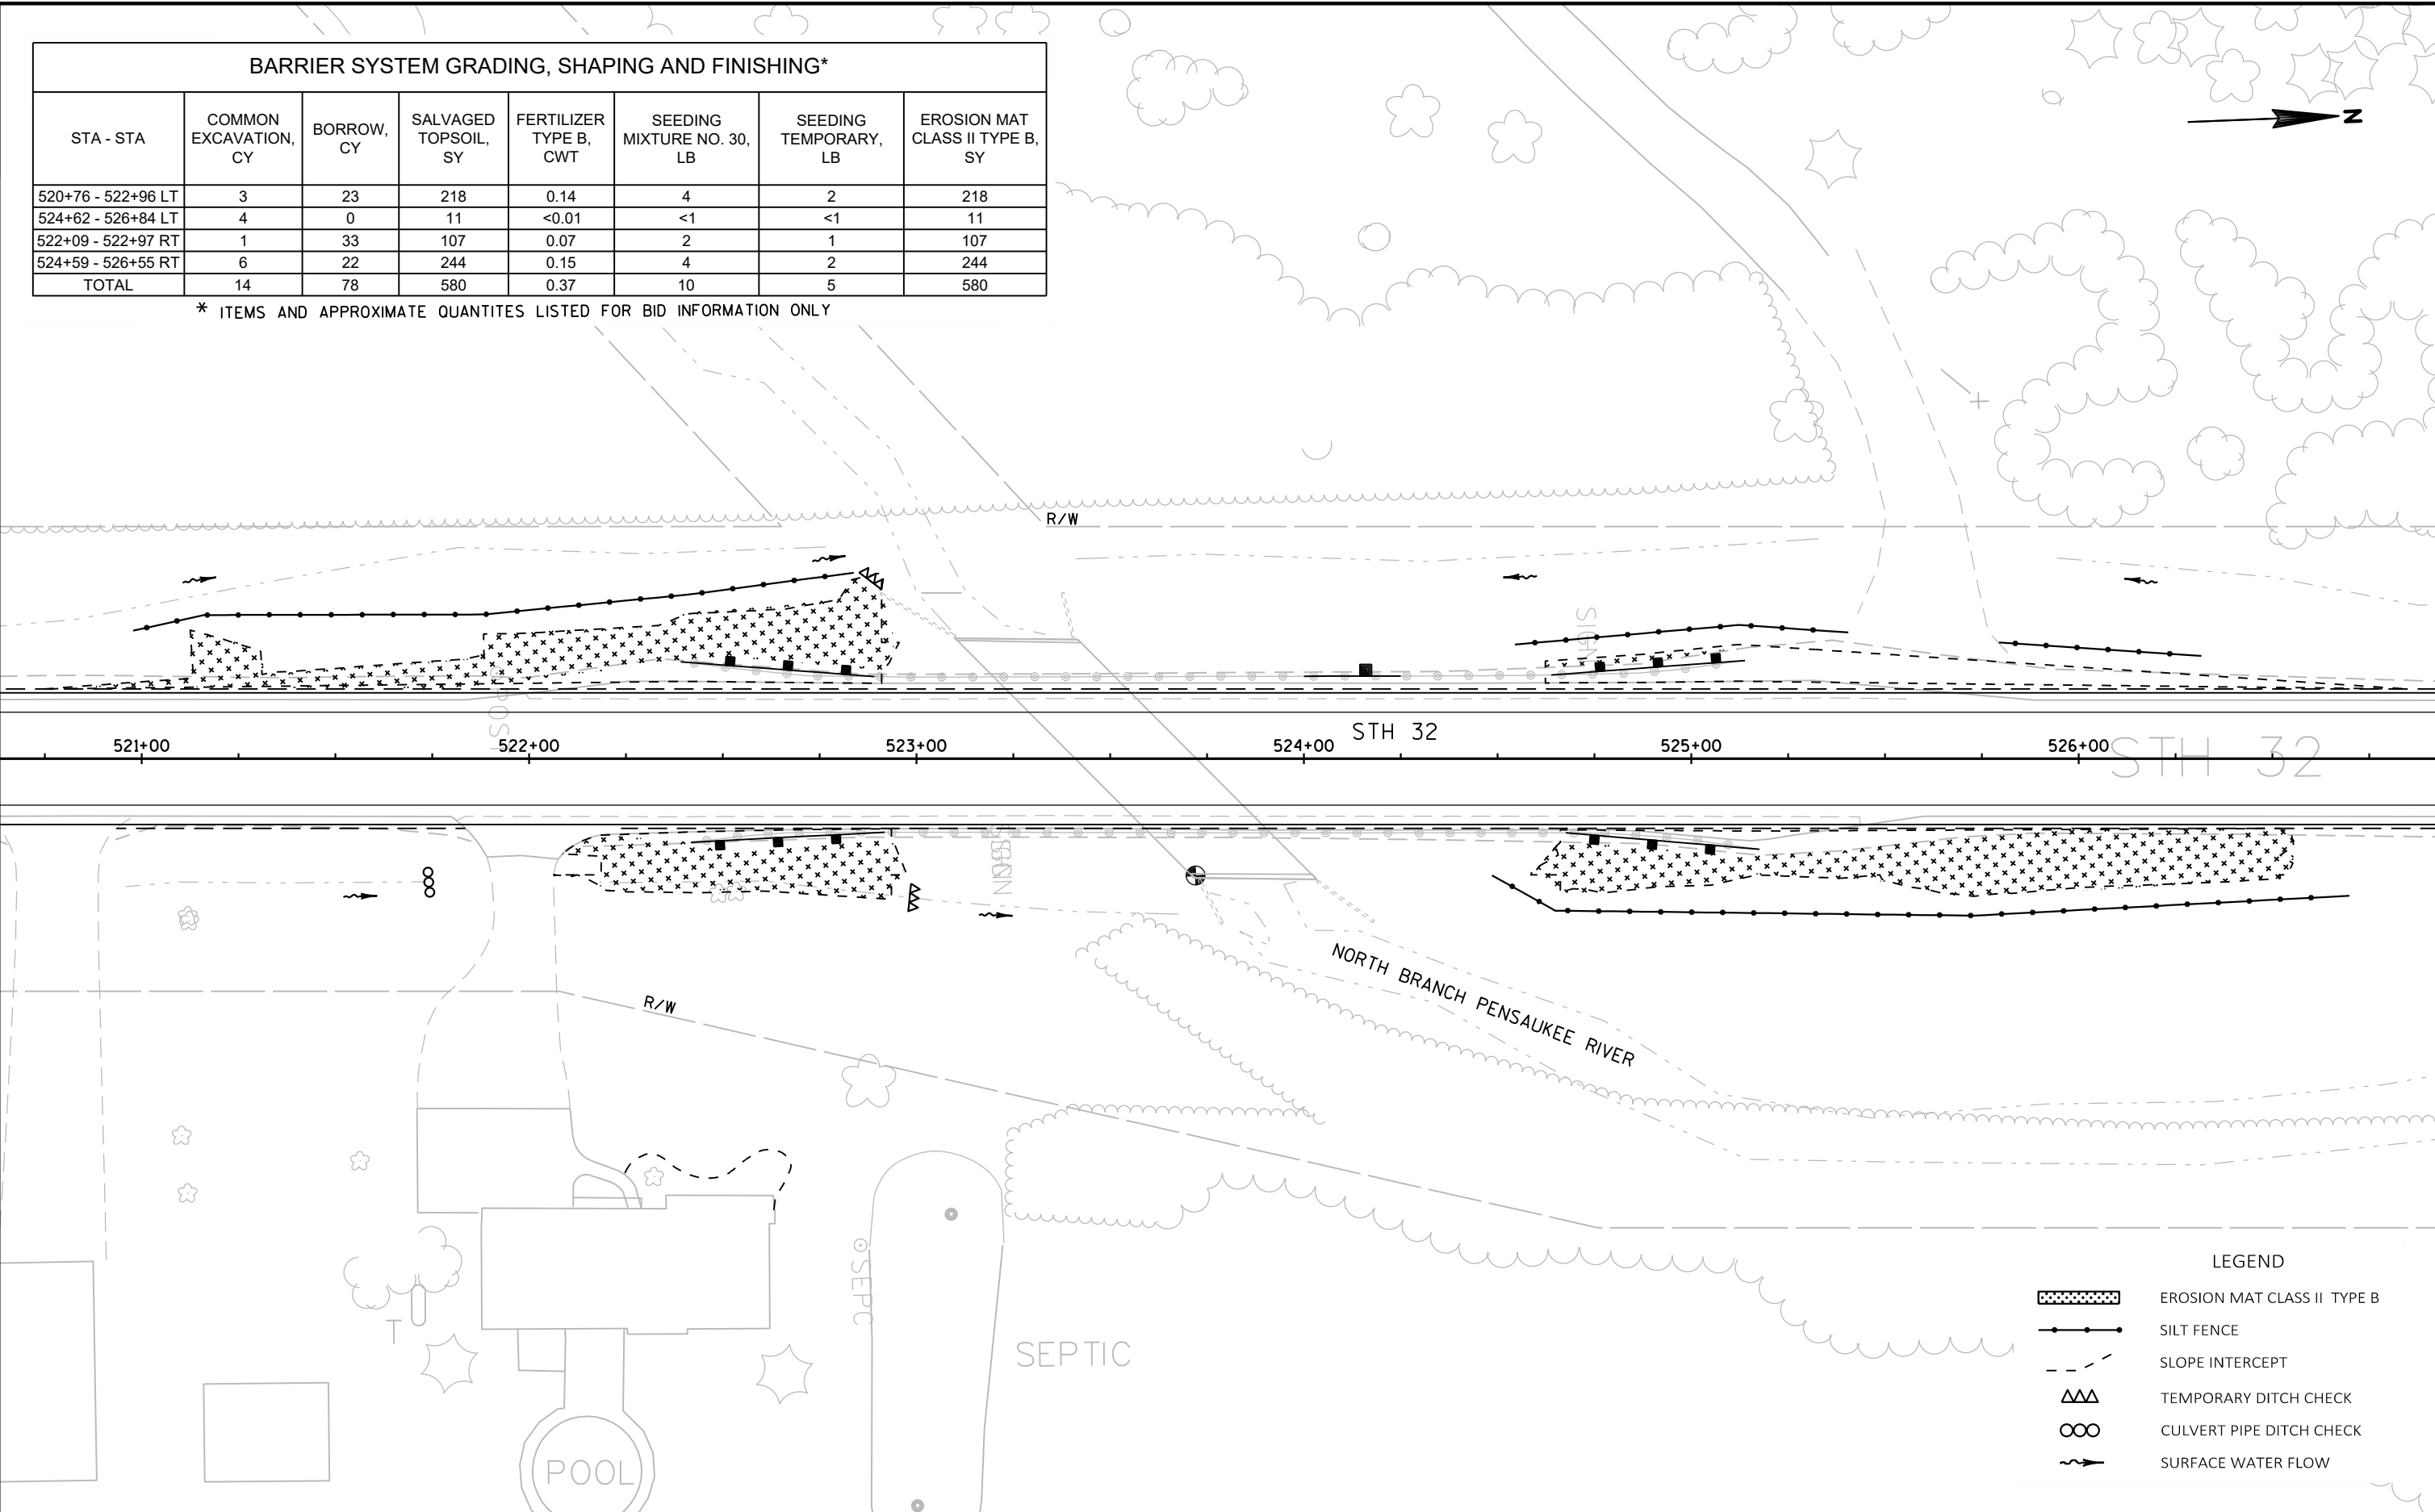 BARRIER SYSTEM GRADING, SHAPING AND FINISHING*
STA - STA
COMMON
EXCAVATION,
CY
BORROW,
CY
SALVAGED
TOPSOIL,
SY
FERTILIZER
TYPE B,
CWT
SEEDING
MIXTURE NO. 30,
LB
SEEDING
TEMPORARY,
LB
EROSION MAT
CLASS II TYPE B,
SY
520+76 - 522+96 LT 3 23 218 0.14 4 2 218
524+62 - 526+84 LT 4 0 11 <0.01 <1 <1 11
522+09 - 522+97 RT 1 33 107 0.07 2 1 107
524+59 - 526+55 RT 6 22 244 0.15 4 2 244
TOTAL 14 78 580 0.37 10 5 580
* ITEMS AND APPROXIMATE QUANTITES LISTED FOR BID INFORMATION ONLY
N
R/W
SIGN
STH 32
521+00 522+00 523+00 524+00 525+00 526+00
STH 32
NORTH BRANCH PENSAUKEE RIVER
R/W
SEPC
T
SEPTIC
POOL
LEGEND
EROSION MAT CLASS II TYPE B
SILT FENCE
SLOPE INTERCEPT
TEMPORARY DITCH CHECK
CULVERT PIPE DITCH CHECK
SURFACE WATER FLOW